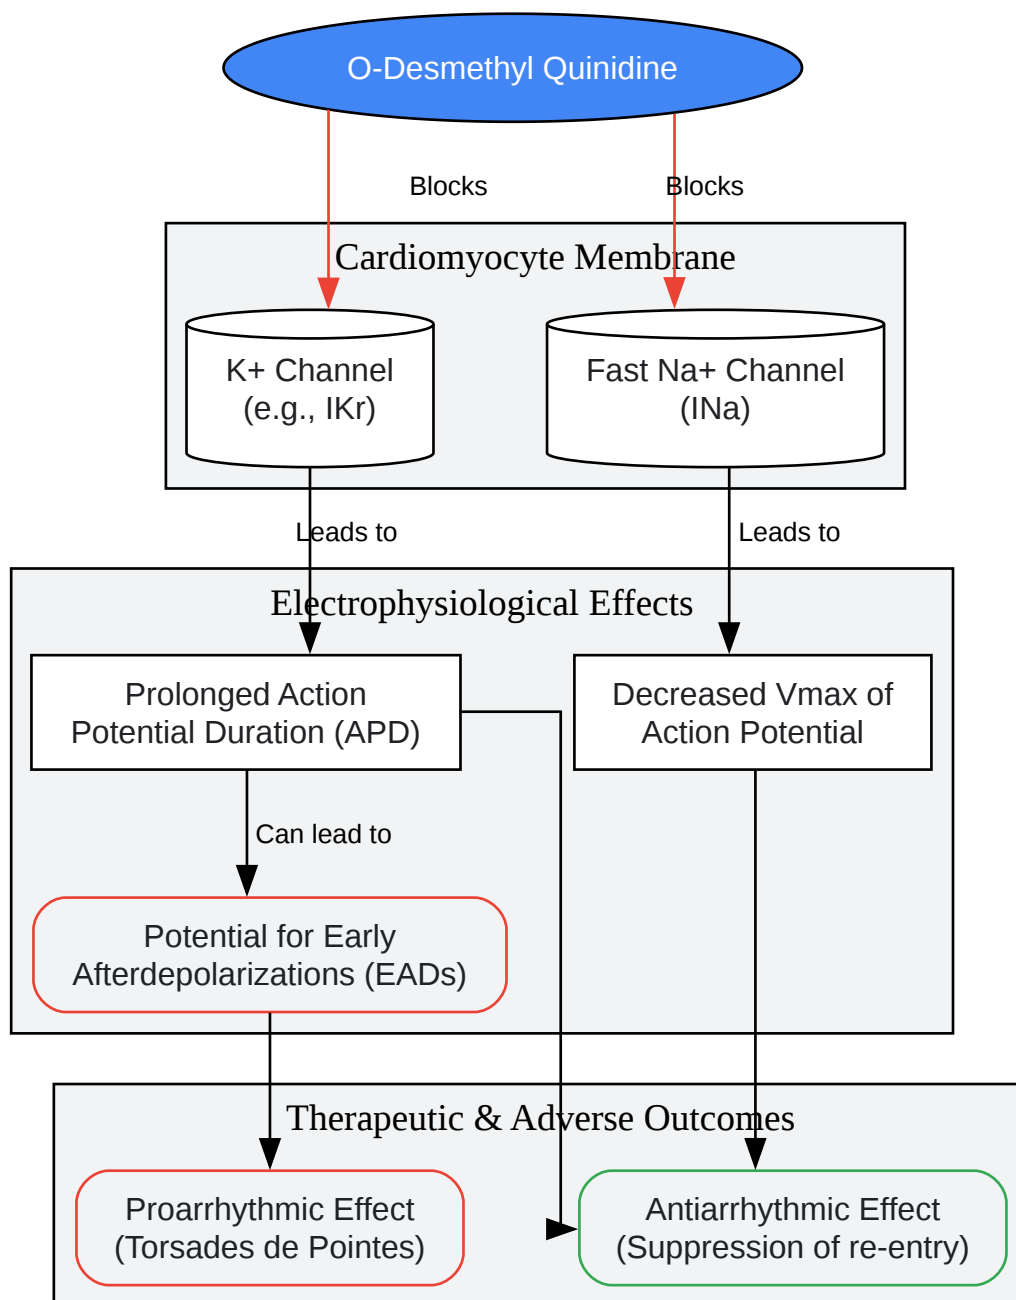 O-Desmethyl Quinidine
Blocks
Blocks
Cardiomyocyte Membrane
K+ Channel
(e.g., IKr)
Fast Na+ Channel
(INa)
Leads to
Leads to
Electrophysiological Effects
Prolonged Action
Potential Duration (APD)
Decreased Vmax of
Action Potential
Can lead to
Potential for Early
Afterdepolarizations (EADs)
Therapeutic & Adverse Outcomes
Proarrhythmic Effect
(Torsades de Pointes)
Antiarrhythmic Effect
(Suppression of re-entry)